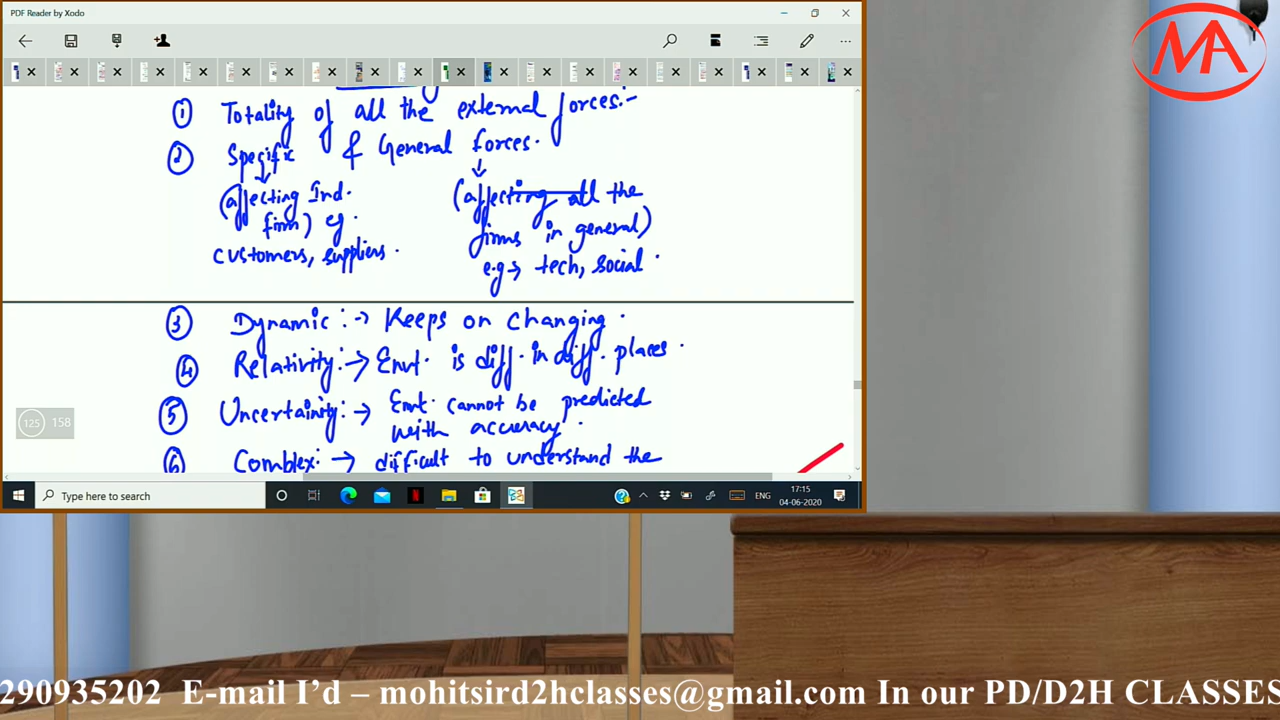 PDF Reader by Xodo
① Totality of all the external forces:-
② Specific & General forces.
(affecting Ind. firm) eg. customers, suppliers.
(affecting all the firms in general) e.g → tech, social.
③ Dynamic :→ Keeps on changing.
④ Relativity :→ Envt. is diff. in diff. places.
⑤ Uncertainity :→ Envt. cannot be predicted
with accuracy.
⑥ Complex: → difficult to understand the
125 158
Type here to search
ENG
17:15
04-06-2020
MA
290935202 E-mail I'd – mohitsird2hclasses@gmail.com In our PD/D2H CLASSES